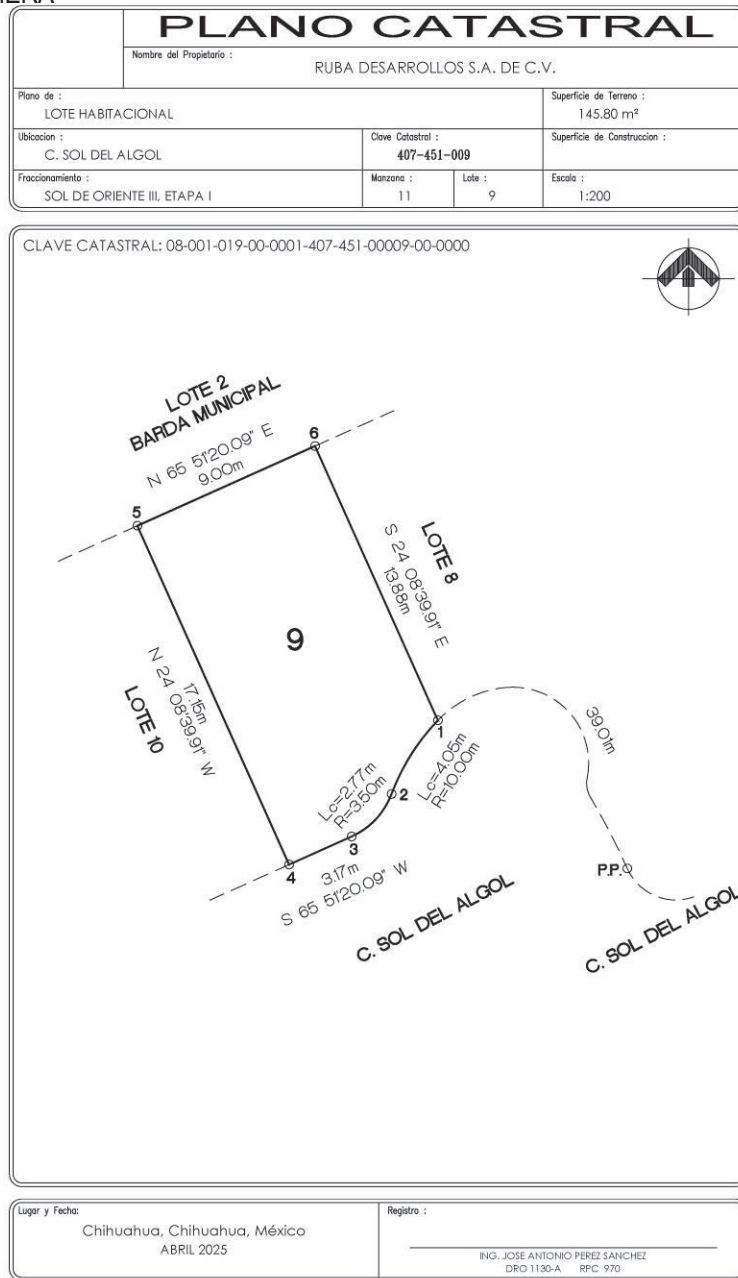 PLANO CATASTRAL
Nombre del Propietario :
RUBA DESARROLLOS S.A. DE C.V.
Plano de :
LOTE HABITACIONAL
Superficie de Terreno :
145.80 m²
Ubicacion :
C. SOL DEL ALGOL
Clave Catastral :
407-451-009
Superficie de Construccion :
Fraccionamiento :
SOL DE ORIENTE III, ETAPA I
Manzana :
11
Lote :
9
Escala :
1:200
CLAVE CATASTRAL: 08-001-019-00-0001-407-451-00009-00-0000
LOTE 2
BARDA MUNICIPAL
N 65 51'20.09" E
9.00m
6
5
LOTE 8
S 24 08'39.91" E
13.88m
9
LOTE 10
17.15m
N 24 08'39.91" W
1
39.01m
Lc=4.05m
R=10.00m
2
Lc=2.77m
R=3.50m
3
4
3.17m
S 65 51'20.09" W
P.P.
C. SOL DEL ALGOL
C. SOL DEL ALGOL
Lugar y Fecha:
Chihuahua, Chihuahua, México
ABRIL 2025
Registro :
ING. JOSE ANTONIO PEREZ SANCHEZ
DRO 1130-A RPC 970